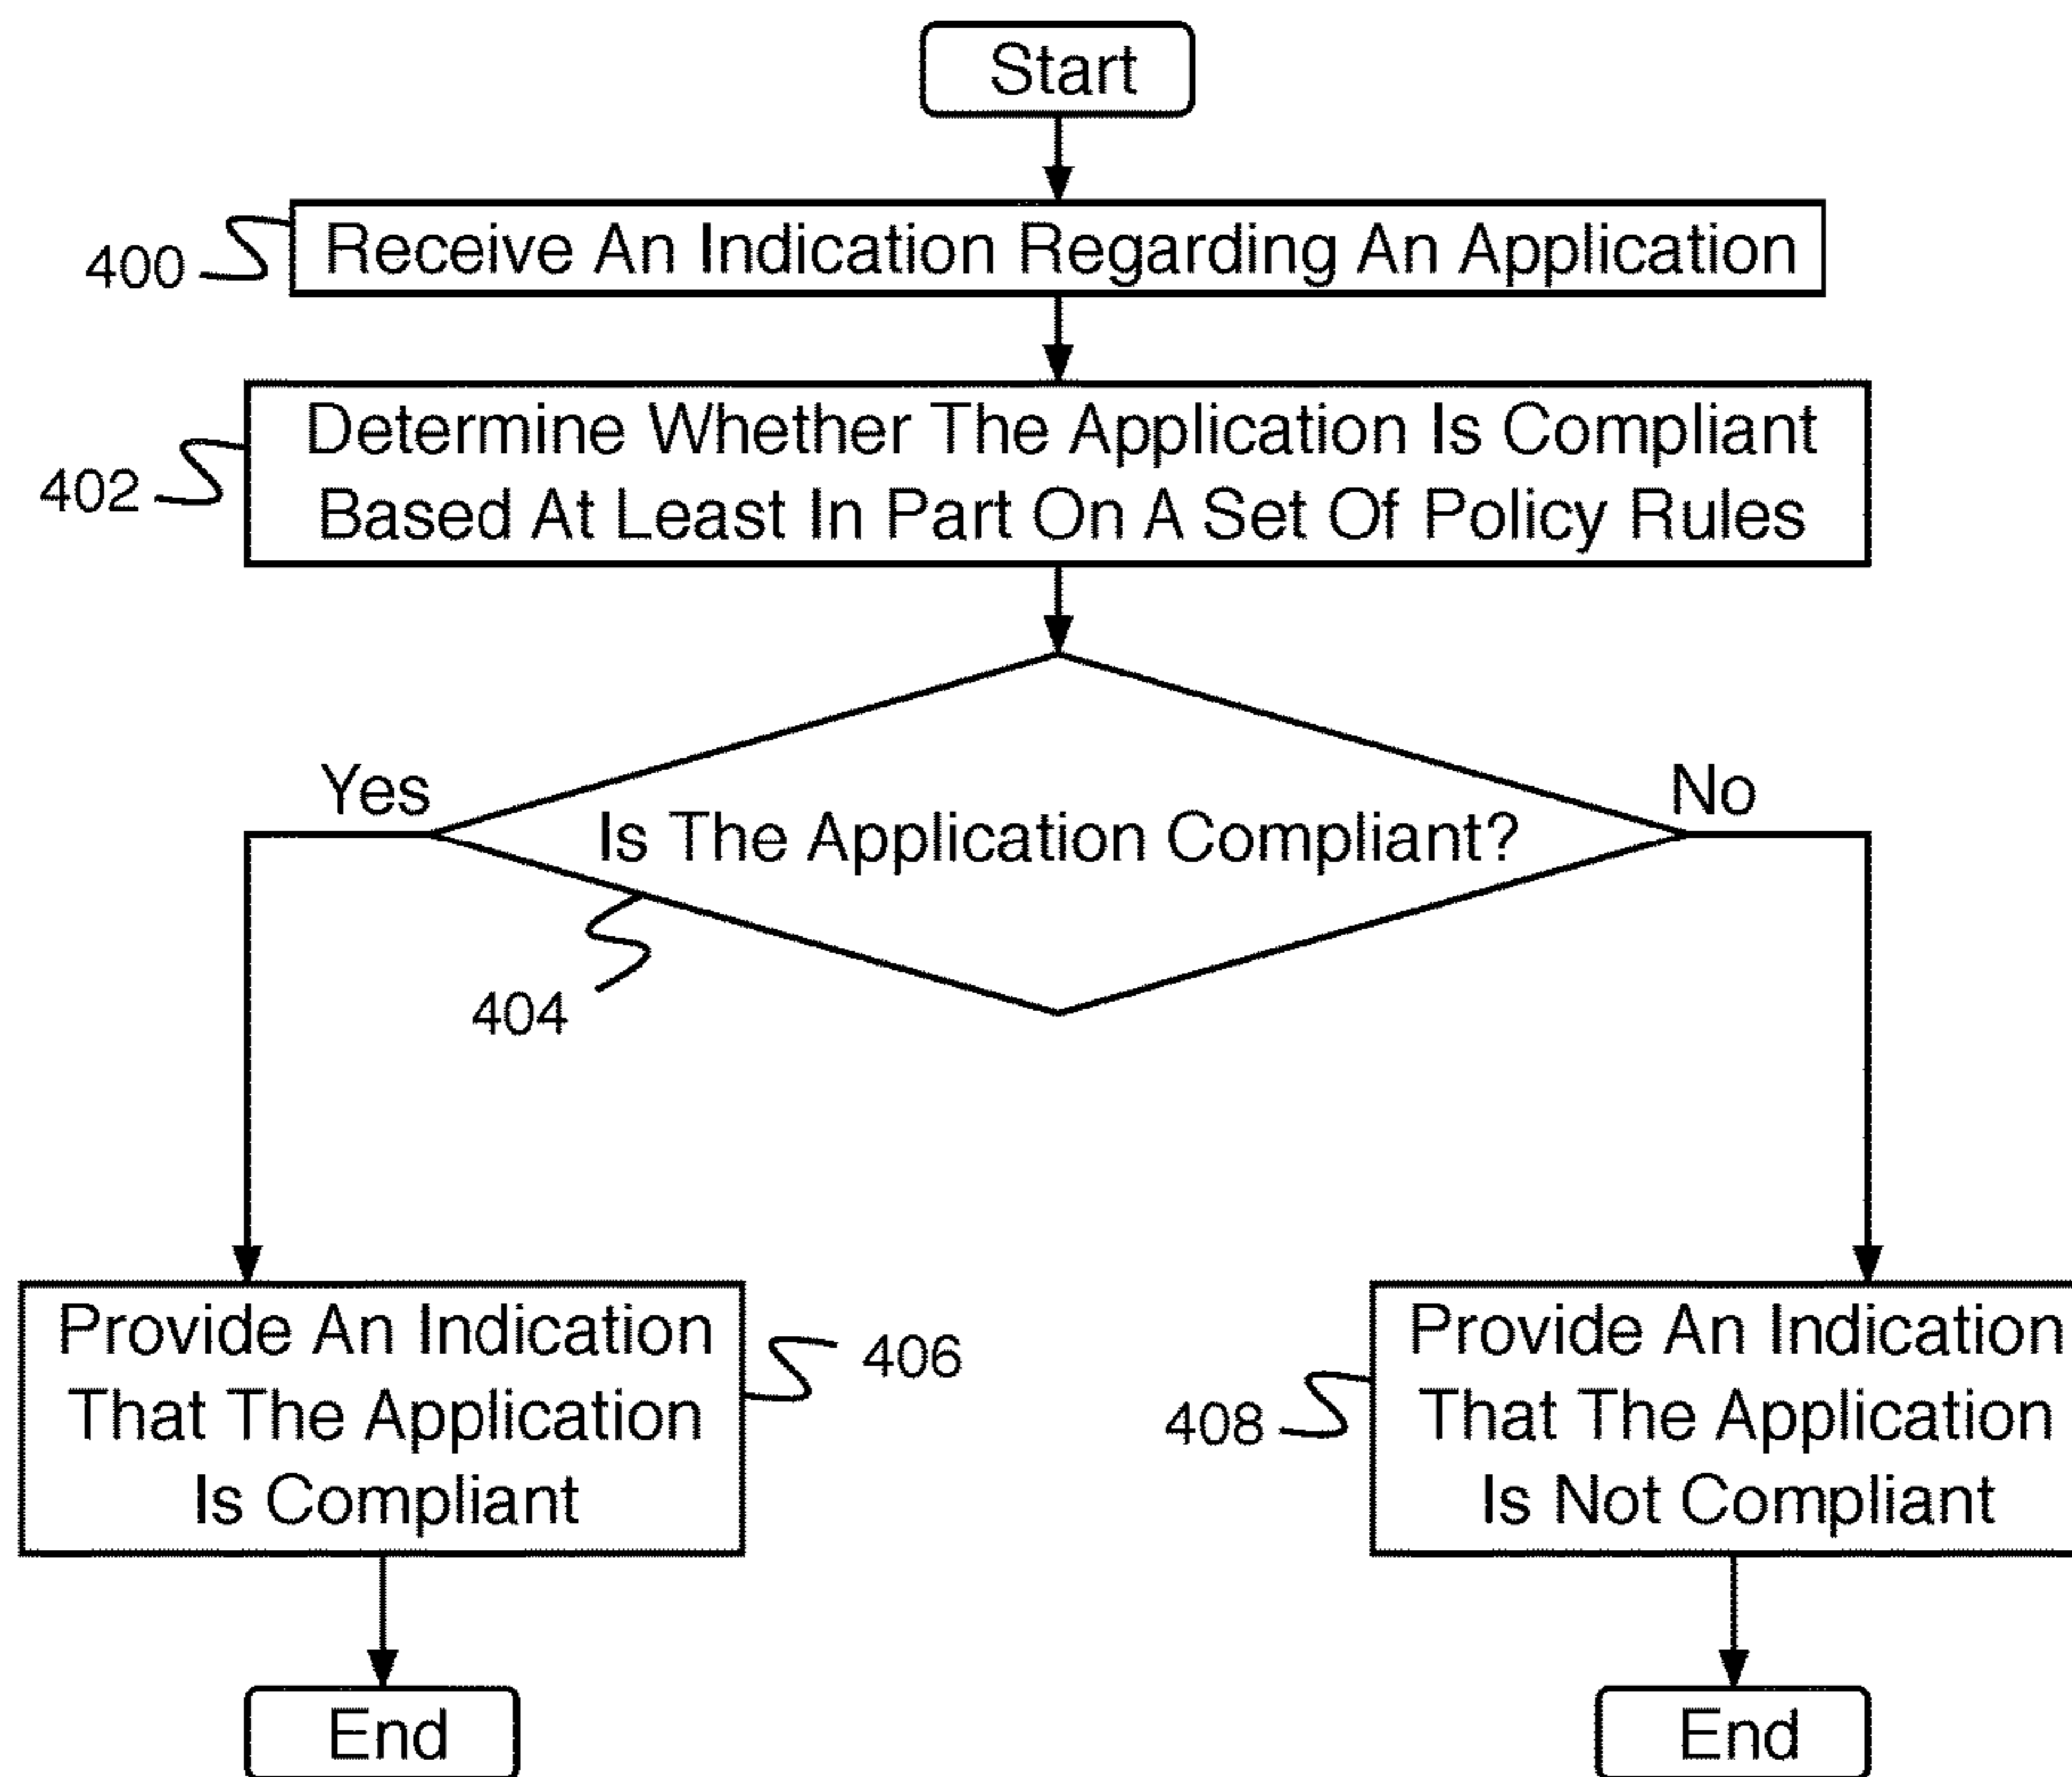 Start
400
Receive An Indication Regarding An Application
402
Determine Whether The Application Is Compliant
Based At Least In Part On A Set Of Policy Rules
Yes
No
Is The Application Compliant?
404
Provide An Indication
That The Application
Is Compliant
406
408
Provide An Indication
That The Application
Is Not Compliant
End
End